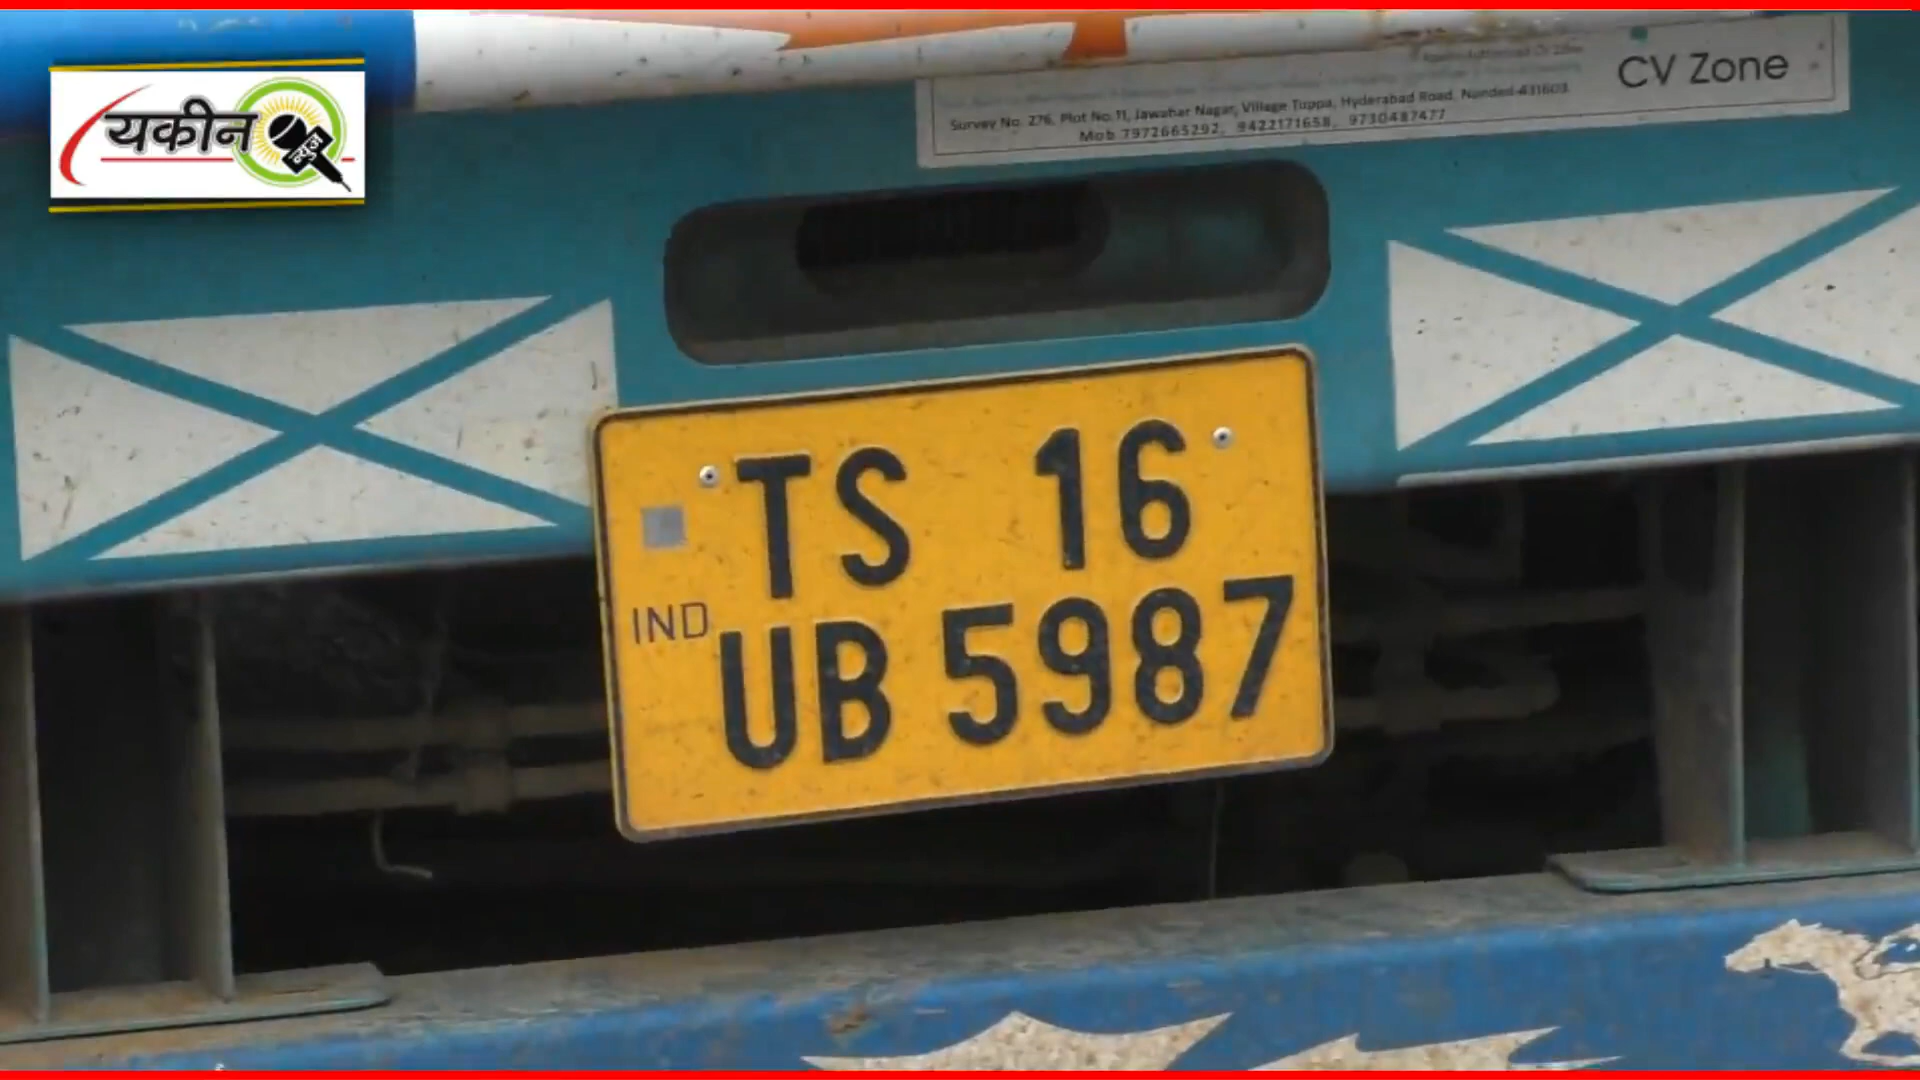 यकीन
न्युज
CV Zone
Survey No. 276, Plot No. 11, Jawahar Nagar, Village Tuppa, Hyderabad Road, Nanded-431603
Mob 7972665292, 9422171658, 9730487477
TS 16
IND
UB 5987